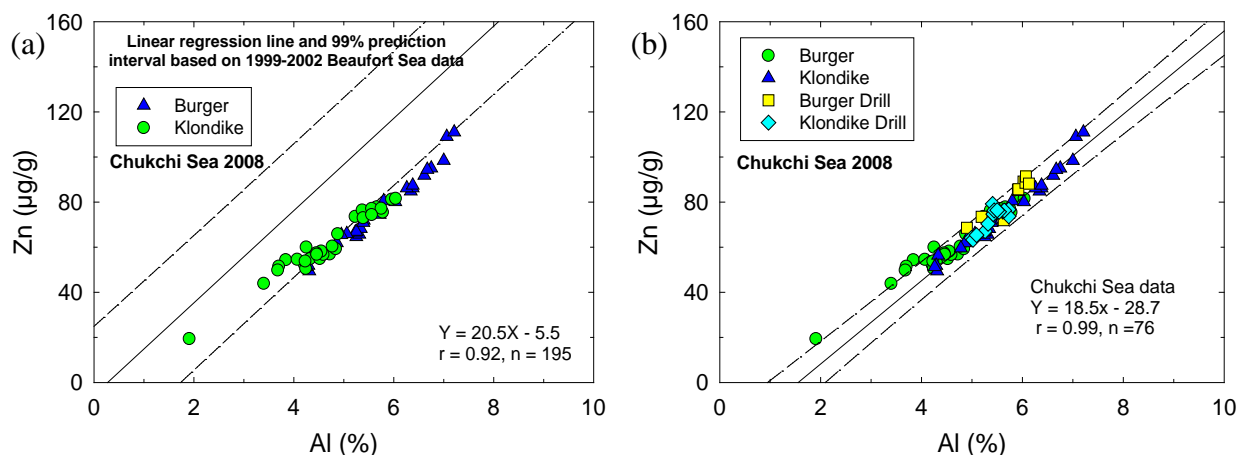 (a)
Linear regression line and 99% prediction
interval based on 1999-2002 Beaufort Sea data
Burger
Klondike
Chukchi Sea 2008
Y = 20.5X - 5.5
r = 0.92, n = 195
Zn (µg/g)
160
120
80
40
0
0 2 4 6 8 10
Al (%)
(b)
Burger
Klondike
Burger Drill
Klondike Drill
Chukchi Sea 2008
Chukchi Sea data
Y = 18.5x - 28.7
r = 0.99, n =76
Zn (µg/g)
160
120
80
40
0
0 2 4 6 8 10
Al (%)